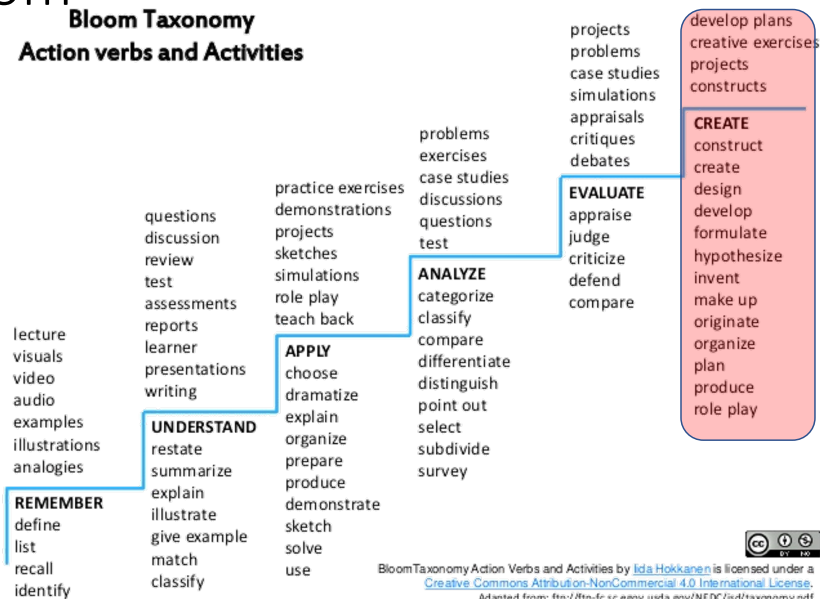 Bloom Taxonomy
Action verbs and Activities
lecture
visuals
video
audio
examples
illustrations
analogies
REMEMBER
define
list
recall
identify
questions
discussion
review
test
assessments
reports
learner
presentations
writing
UNDERSTAND
restate
summarize
explain
illustrate
give example
match
classify
practice exercises
demonstrations
projects
sketches
simulations
role play
teach back
APPLY
choose
dramatize
explain
organize
prepare
produce
demonstrate
sketch
solve
use
problems
exercises
case studies
discussions
questions
test
ANALYZE
categorize
classify
compare
differentiate
distinguish
point out
select
subdivide
survey
projects
problems
case studies
simulations
appraisals
critiques
debates
EVALUATE
appraise
judge
criticize
defend
compare
develop plans
creative exercises
projects
constructs
CREATE
construct
create
design
develop
formulate
hypothesize
invent
make up
originate
organize
plan
produce
role play
cc
BloomTaxonomy Action Verbs and Activities by Iida Hokkanen is licensed under a
Creative Commons Attribution-NonCommercial 4.0 International License.
Adapted from: